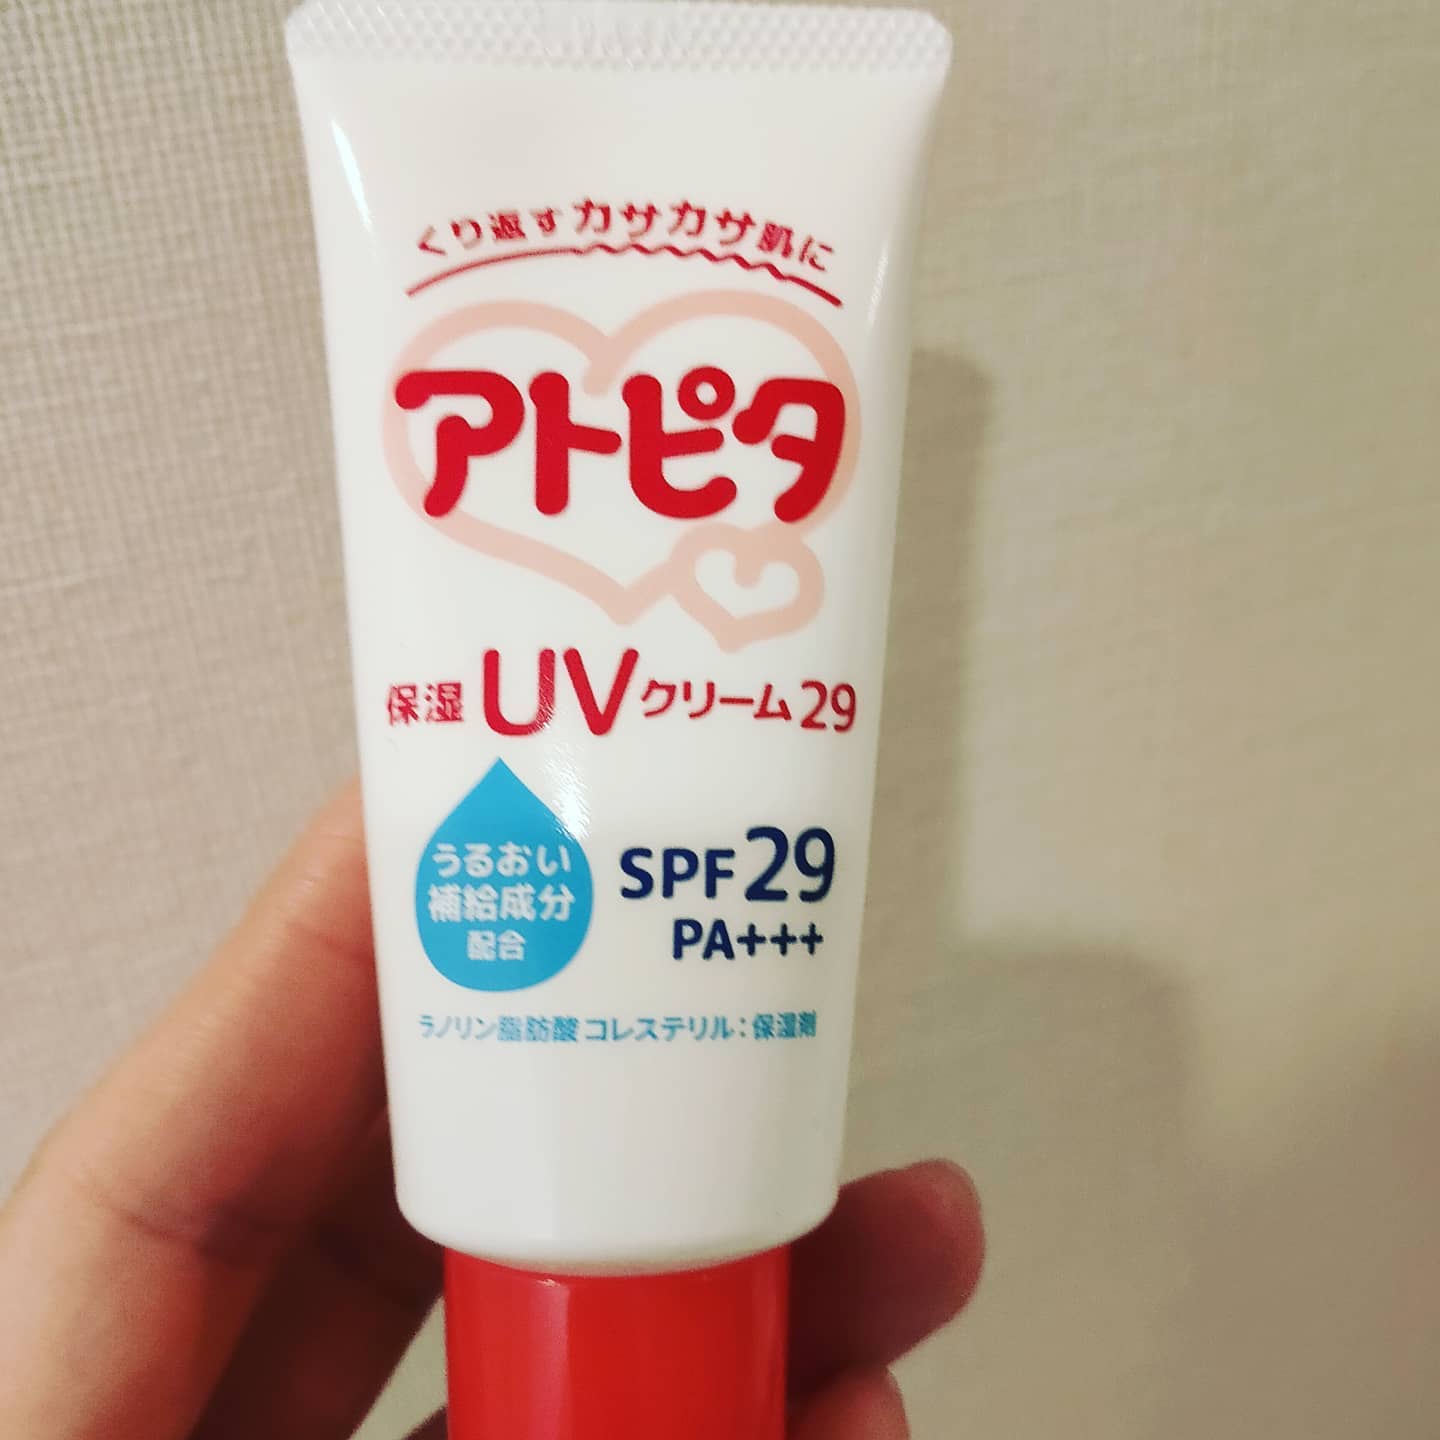 くり返すカサカサ肌に
アトピタ
保湿UVクリーム29
うるおい
補給成分
配合
SPF29
PA+++
ラノリン脂肪酸コレステリル：保湿剤